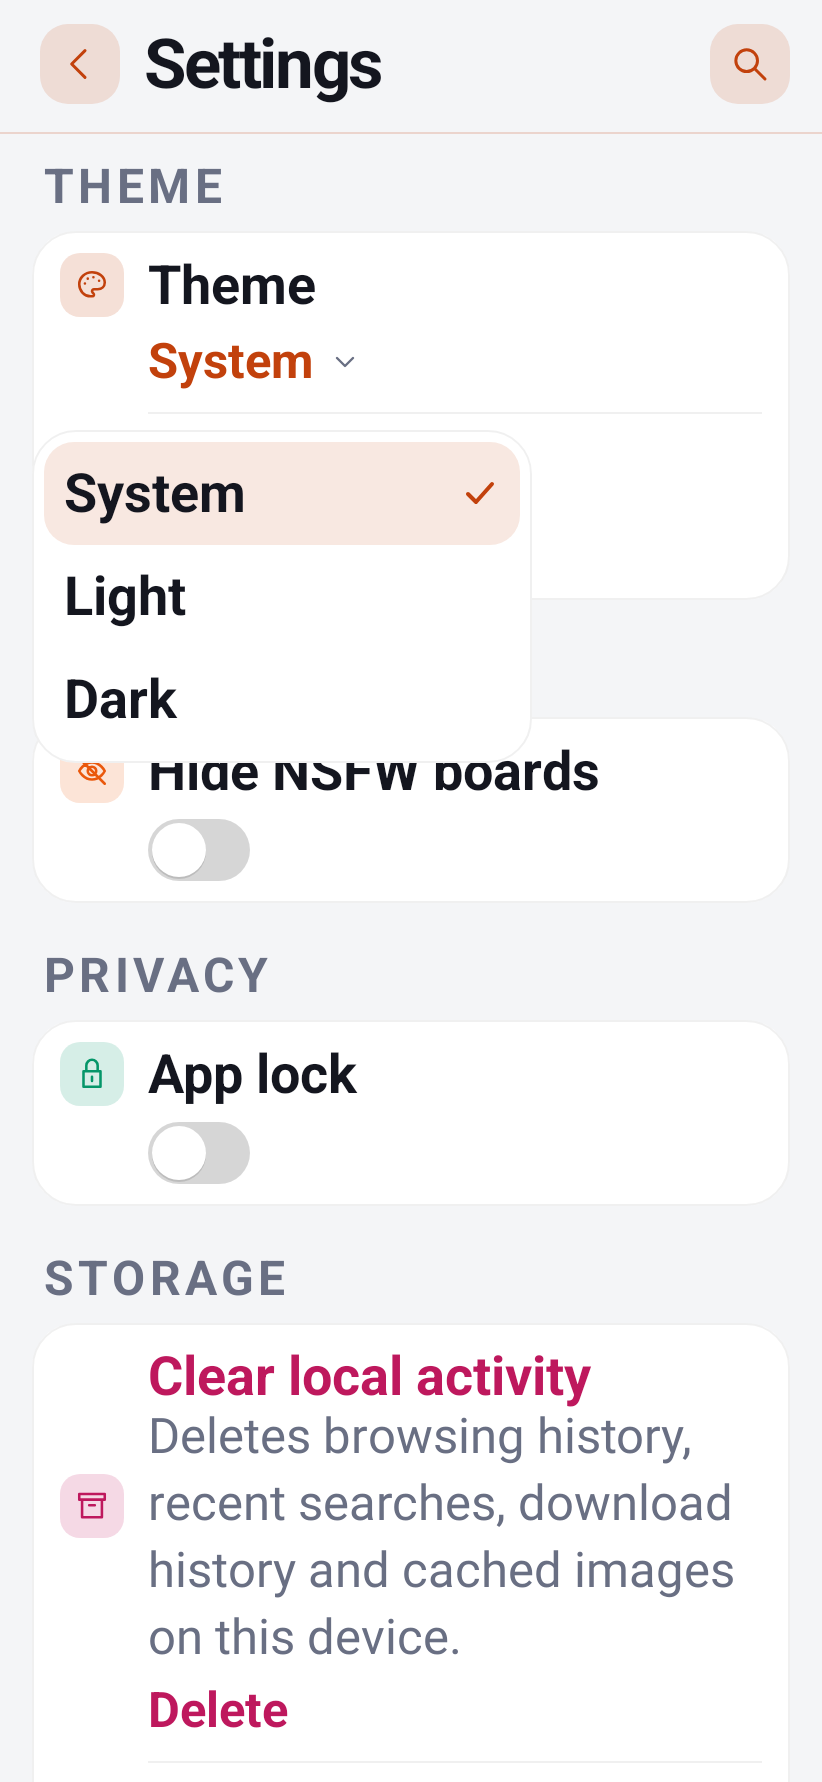 Settings
THEME
Theme
System
System
Light
Dark
Hide NSFW boards
PRIVACY
App lock
STORAGE
Clear local activity
Deletes browsing history,
recent searches, download
history and cached images
on this device.
Delete